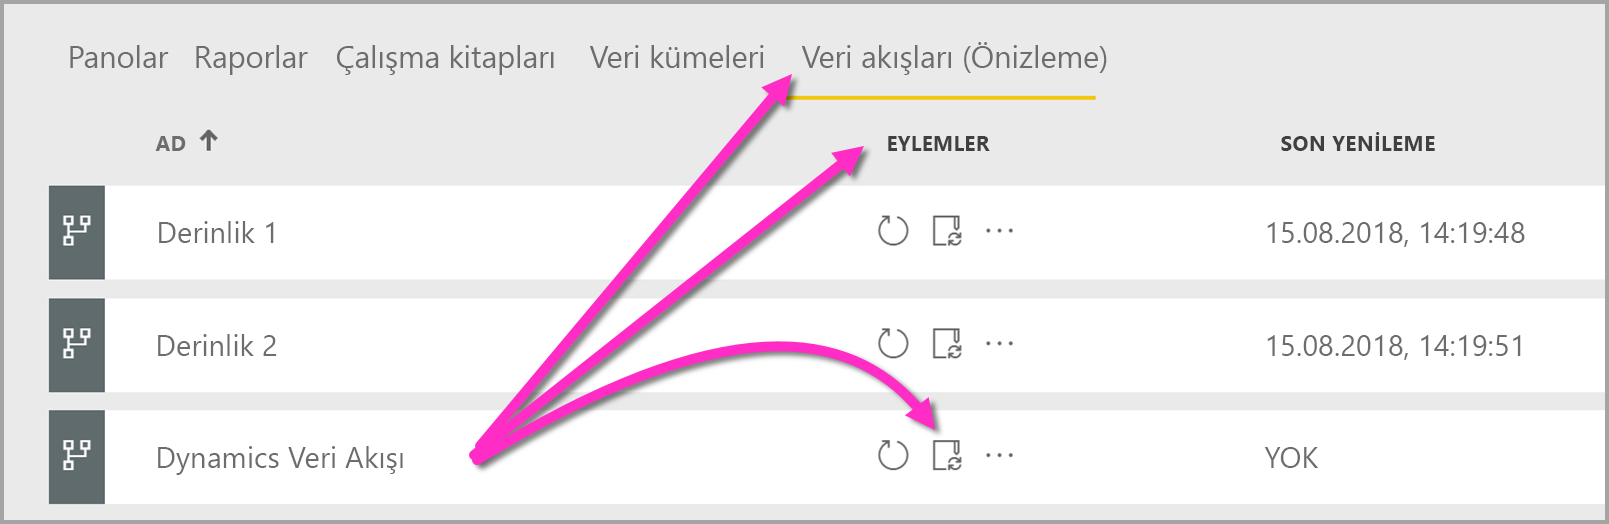 Panolar Raporlar Çalışma kitapları Veri kümeleri Veri akışları (Önizleme)
AD EYLEMLER SON YENİLEME
Derinlik 1 15.08.2018, 14:19:48
Derinlik 2 15.08.2018, 14:19:51
Dynamics Veri Akışı YOK